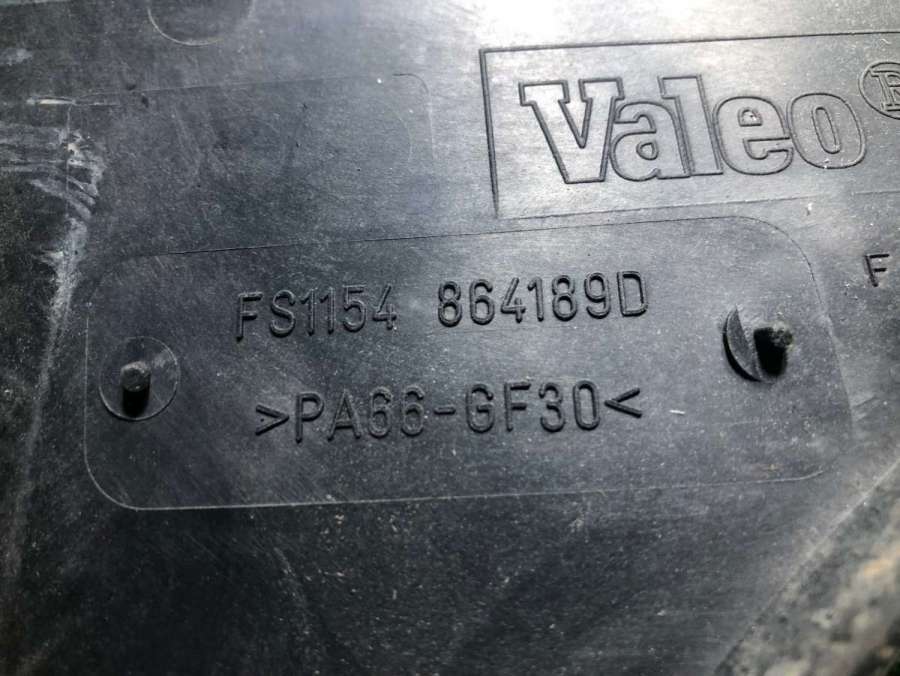 Valeo®
F
FS1154 864189D
>PA66-GF30<